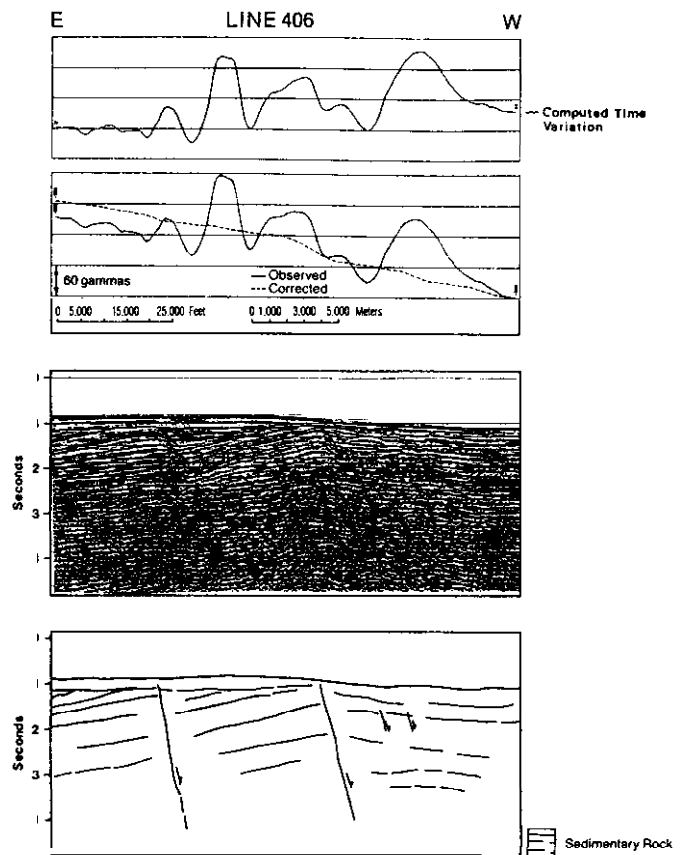 E LINE 406 W
Computed Time
Variation
60 gammas
Observed
Corrected
0 5,000 15,000 25,000 Feet
0 1,000 3,000 5,000 Meters
Seconds
2
3
Seconds
1
2
3
Sedimentary Rock